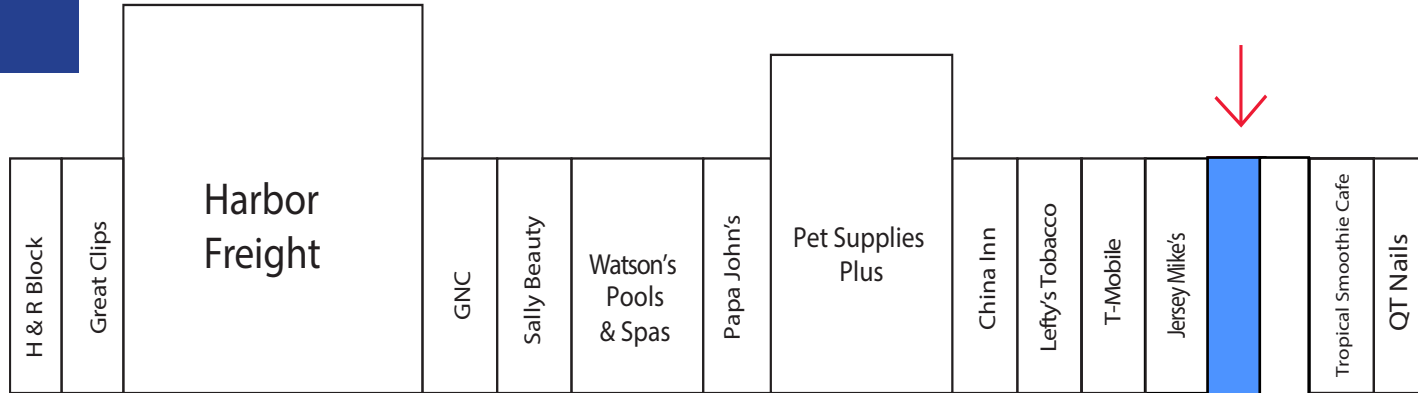 H & R Block
Great Clips
Harbor
Freight
GNC
Sally Beauty
Watson's
Pools
& Spas
Papa John's
Pet Supplies
Plus
China Inn
Lefty's Tobacco
T-Mobile
Jersey Mike's
Tropical Smoothie Cafe
QT Nails